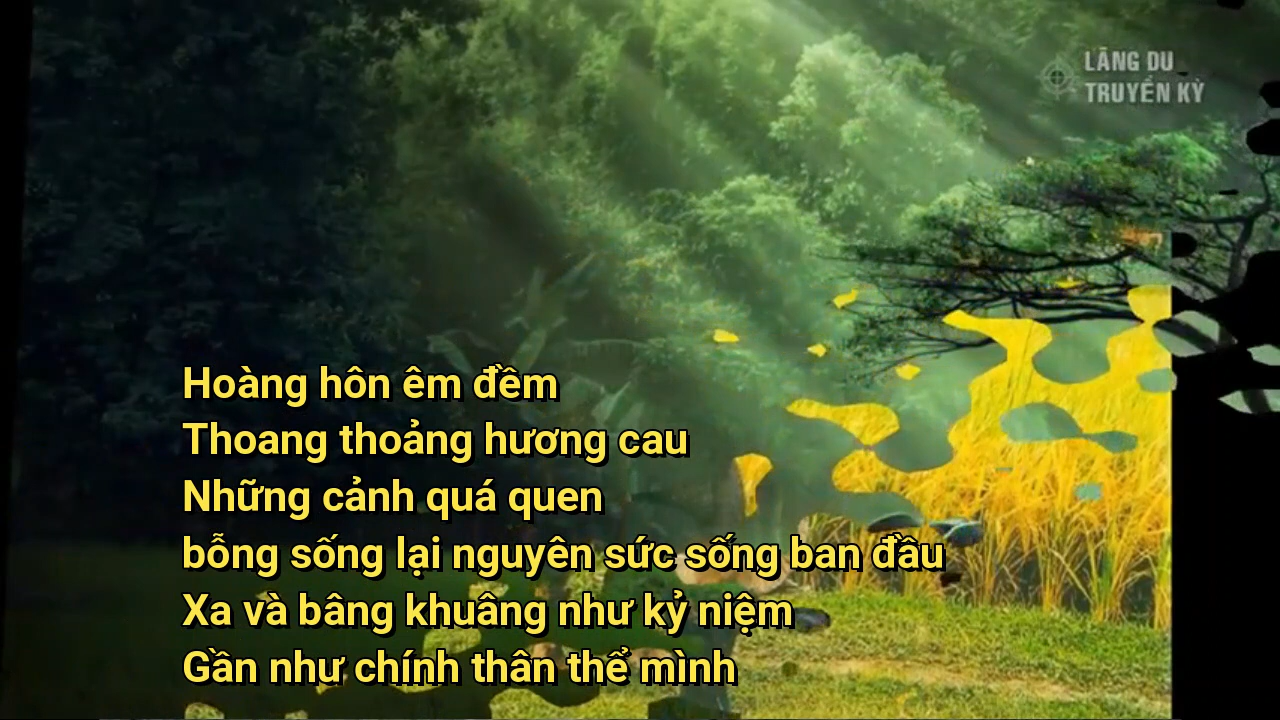 LÃNG DU
TRUYỀN KỲ
Hoàng hôn êm đềm
Thoang thoảng hương cau
Những cảnh quá quen
bỗng sống lại nguyên sức sống ban đầu
Xa và bâng khuâng như kỷ niệm
Gần như chính thân thể mình